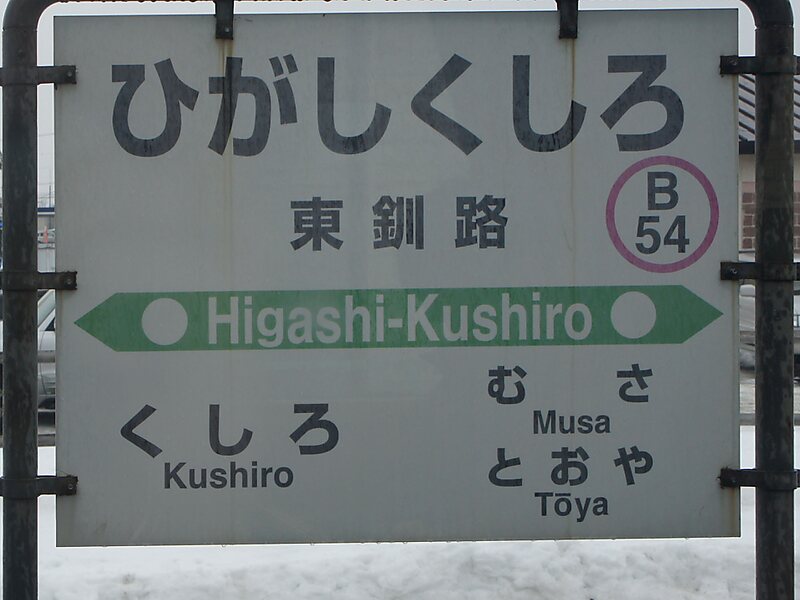 ひがしくしろ
東釧路
B
54
Higashi-Kushiro
くしろ
Kushiro
むさ
Musa
とおや
Tōya